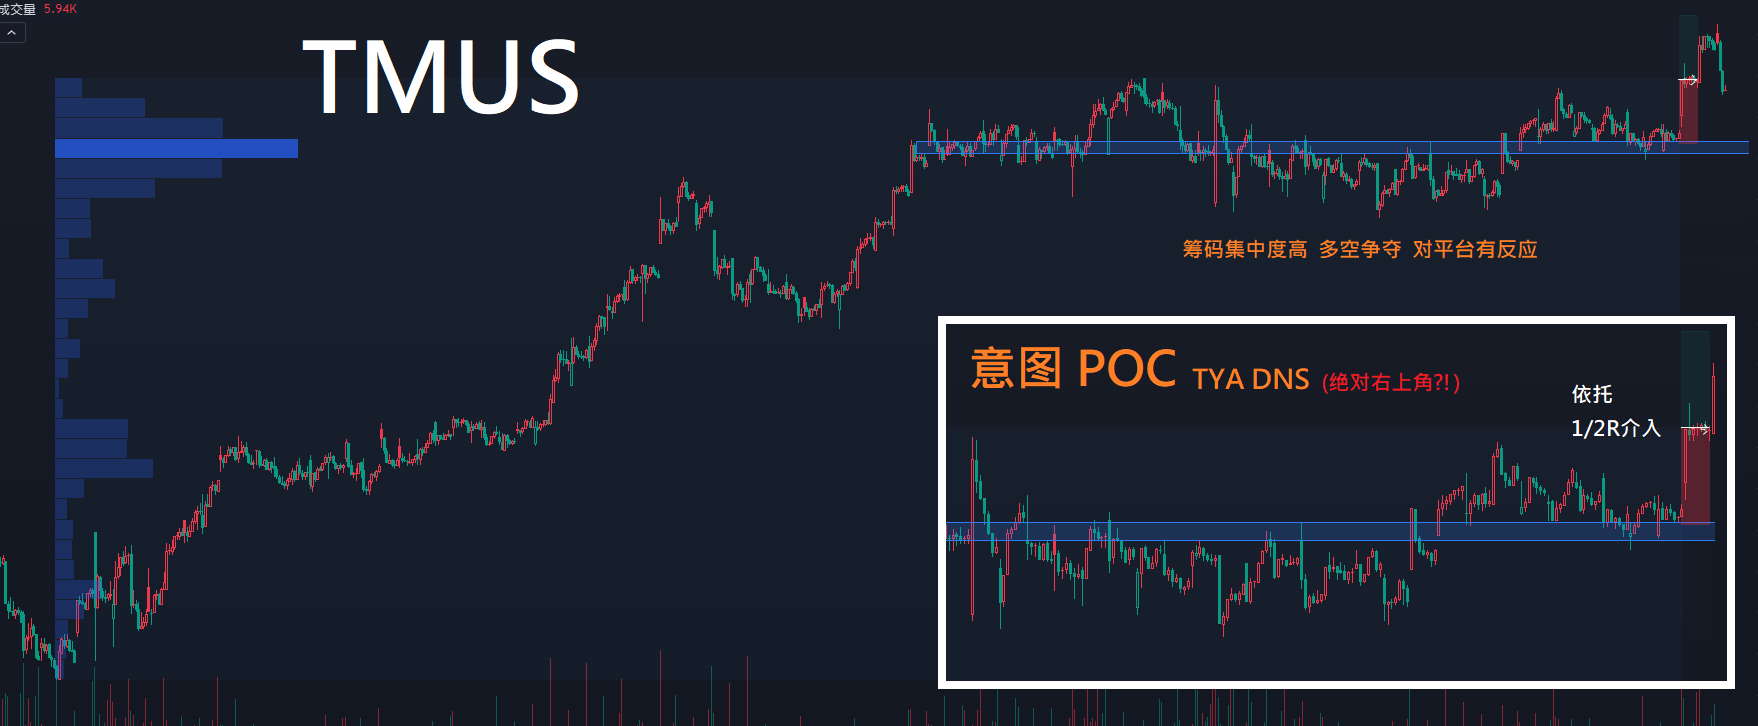 成交量 5.94K
TMUS
筹码集中度高 多空争夺 对平台有反应
意图 POC TYA DNS (绝对右上角?!)
依托
1/2R介入